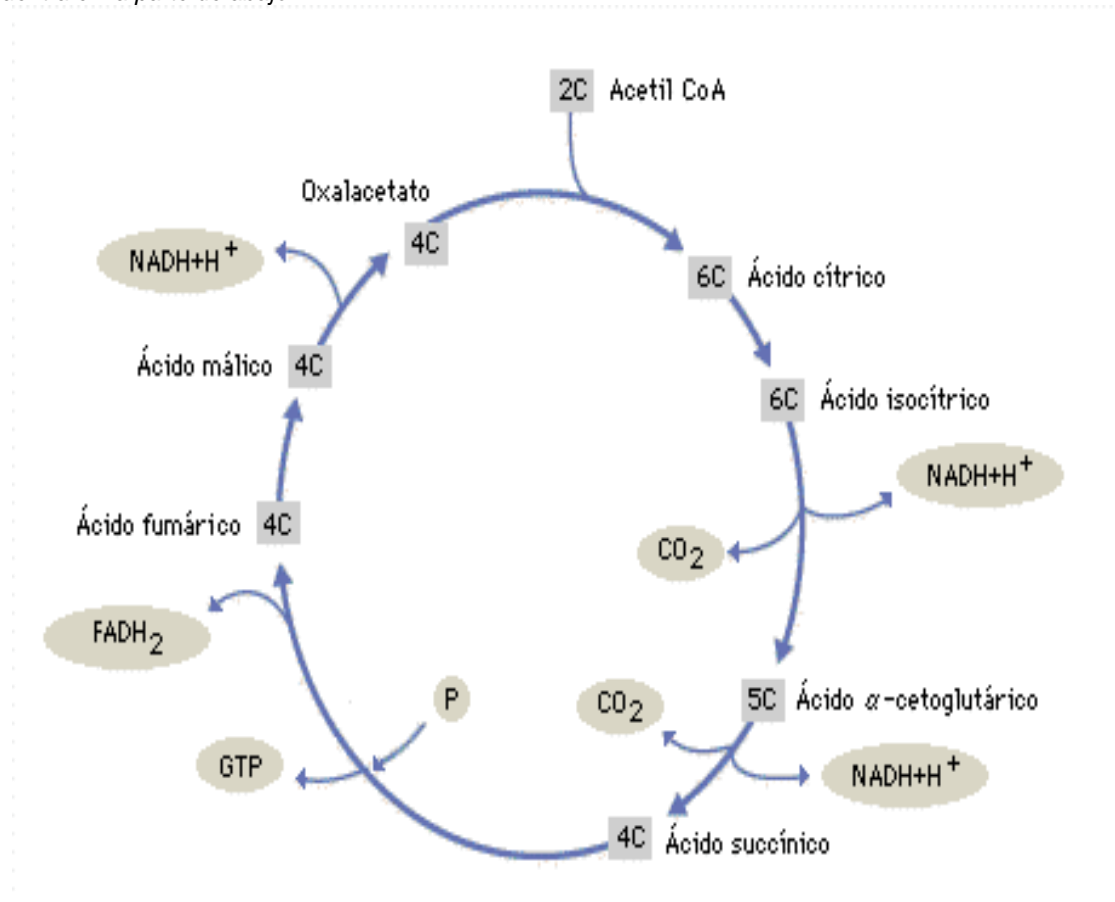 2C Acetil CoA
Oxalacetato
4C
NADH+H+
6C Ácido cítrico
Ácido málico 4C
6C Ácido isocítrico
NADH+H+
Ácido fumárico 4C
CO2
FADH2
P
CO2
5C Ácido α-cetoglutárico
GTP
NADH+H+
4C Ácido succínico